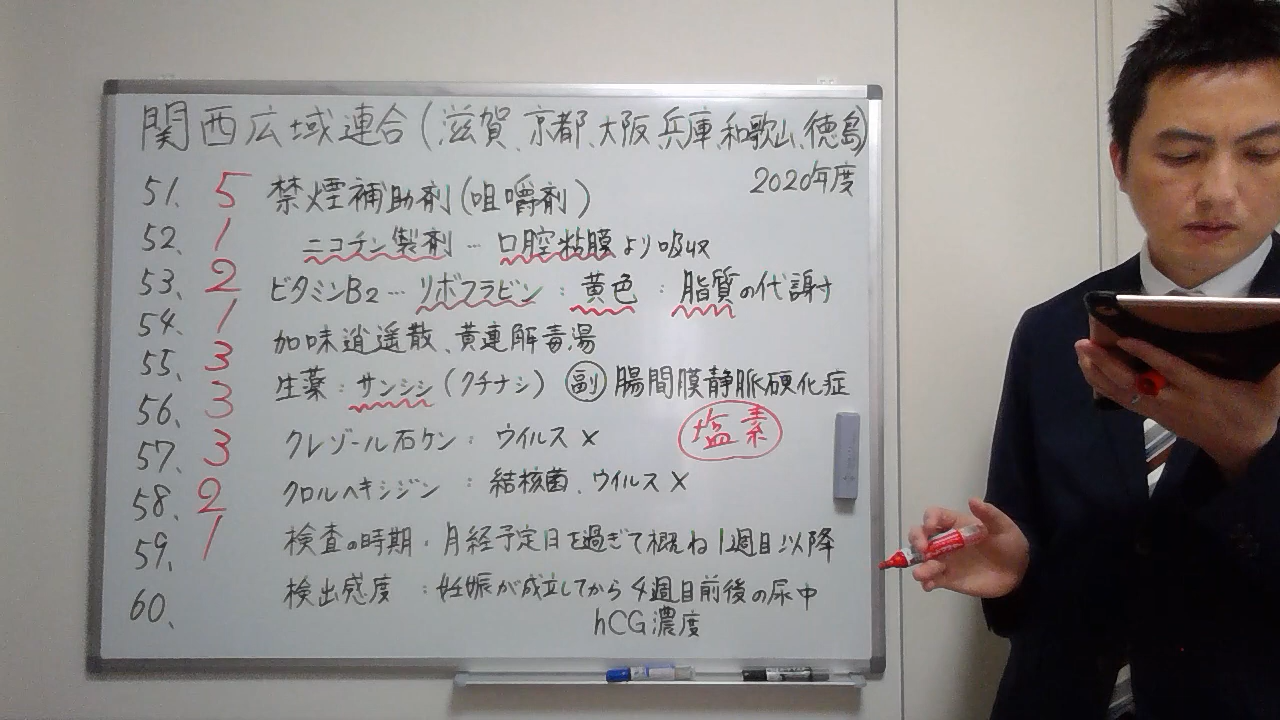 関西広域連合(滋賀、京都、大阪、兵庫、和歌山、徳島)
2020年度
51. 5 禁煙補助剤(咀嚼剤)
52. 1 ニコチン製剤…口腔粘膜より吸収
53. 2 ビタミンB2…リボフラビン:黄色:脂質の代謝
54. 1 加味逍遥散、黄連解毒湯
55. 3 生薬:サンシシ(クチナシ) 副 腸間膜静脈硬化症
56. 3 クレゾール石ケン:ウイルス× 塩素
57. 3
58. 2 クロルヘキシジン:結核菌、ウイルス×
59. 1 検査の時期・月経予定日を過ぎて概ね1週目以降
60. 検出感度:妊娠が成立してから4週目前後の尿中
hCG濃度